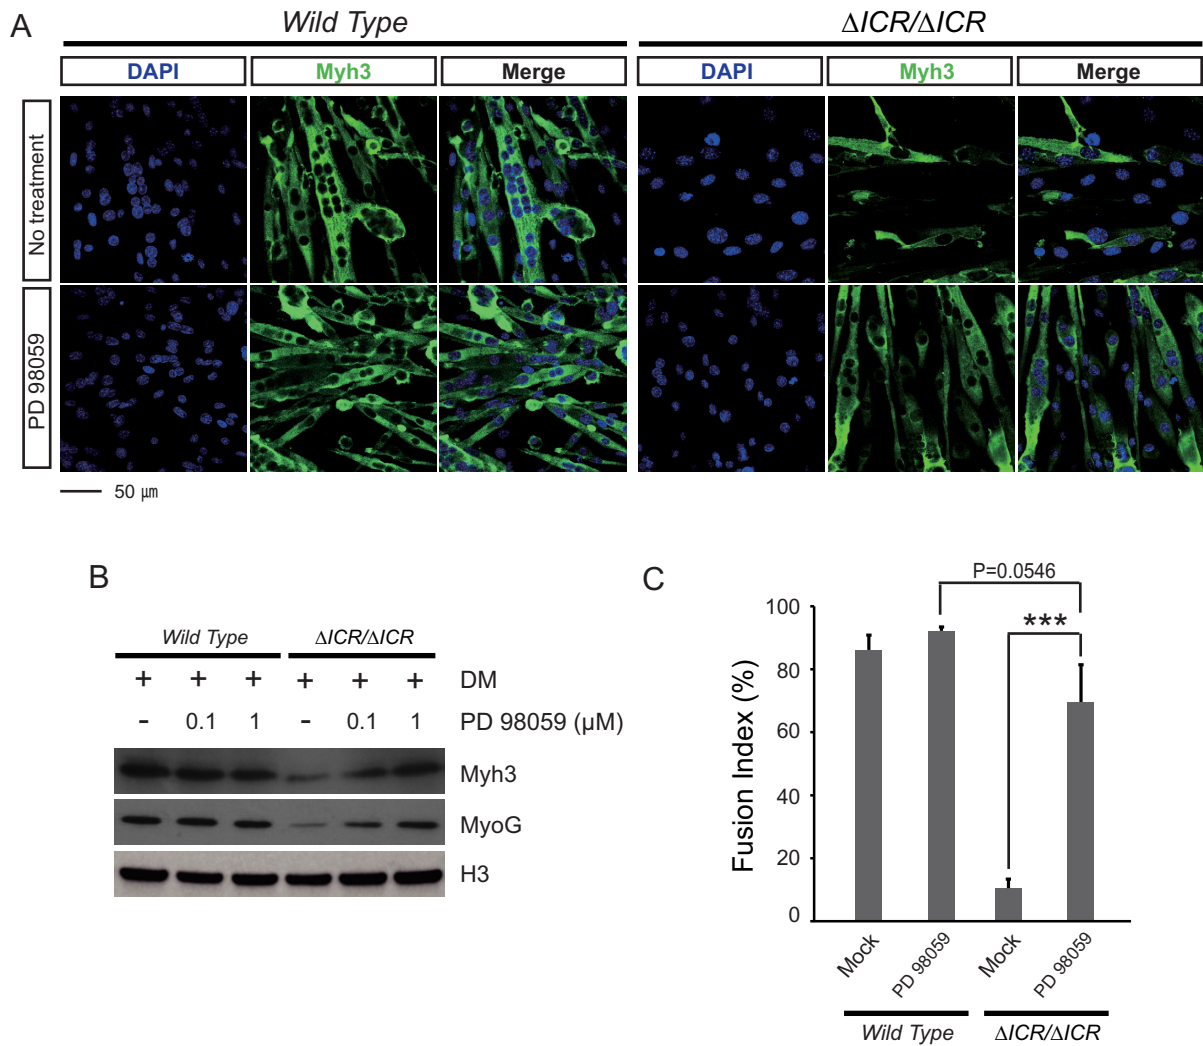 A
Wild Type
ΔICR/ΔICR
DAPI
Myh3
Merge
DAPI
Myh3
Merge
No treatment
PD 98059
50 µm
B
Wild Type
ΔICR/ΔICR
+ + + + + + DM
- 0.1 1 - 0.1 1 PD 98059 (µM)
Myh3
MyoG
H3
C
P=0.0546
***
Fusion Index (%)
100
80
60
40
20
0
Mock
PD 98059
Mock
PD 98059
Wild Type
ΔICR/ΔICR